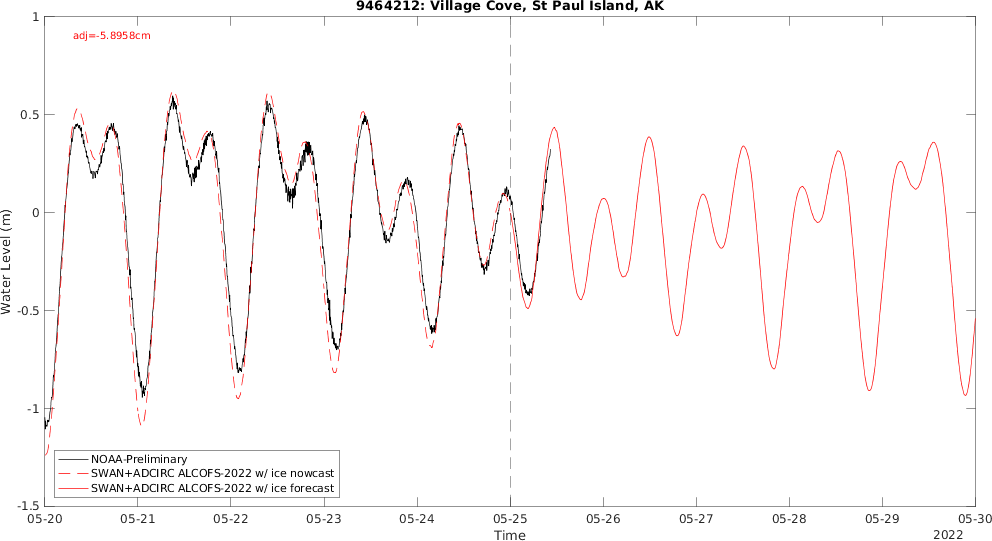 9464212: Village Cove, St Paul Island, AK
adj=-5.8958cm
1
0.5
0
-0.5
-1
-1.5
Water Level (m)
NOAA-Preliminary
SWAN+ADCIRC ALCOFS-2022 w/ ice nowcast
SWAN+ADCIRC ALCOFS-2022 w/ ice forecast
05-20 05-21 05-22 05-23 05-24 05-25 05-26 05-27 05-28 05-29 05-30
Time
2022